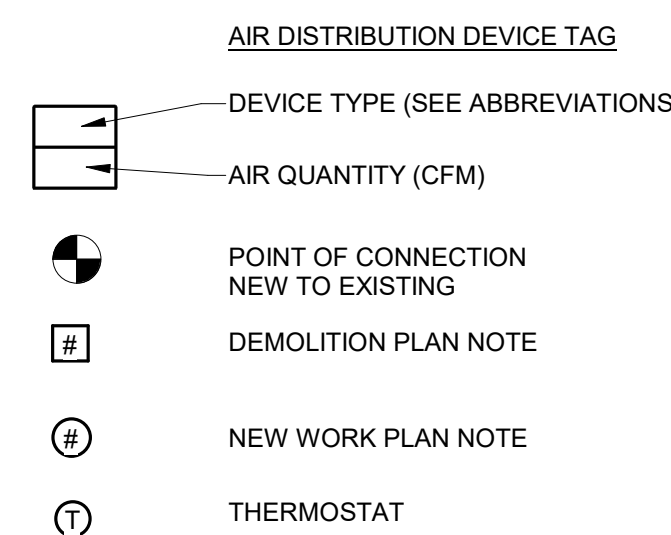 AIR DISTRIBUTION DEVICE TAG
DEVICE TYPE (SEE ABBREVIATIONS
AIR QUANTITY (CFM)
POINT OF CONNECTION
NEW TO EXISTING
# DEMOLITION PLAN NOTE
# NEW WORK PLAN NOTE
T THERMOSTAT